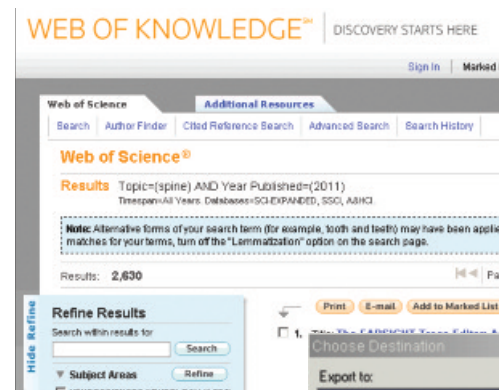 WEB OF KNOWLEDGE℠ DISCOVERY STARTS HERE
Sign In Marked
Web of Science Additional Resources
Search Author Finder Cited Reference Search Advanced Search Search History
Web of Science®
Results Topic=(spine) AND Year Published=(2011)
Timespan=All Years. Databases=SCI-EXPANDED, SSCI, A&HCI.
Note: Alternative forms of your search term (for example, tooth and teeth) may have been applie
matches for your terms, turn off the "Lemmatization" option on the search page.
Results: 2,630 Pa
Hide Refine
Refine Results
Print E-mail Add to Marked List
Search within results for
1.
Search
Choose Destination
Subject Areas Refine
Export to: